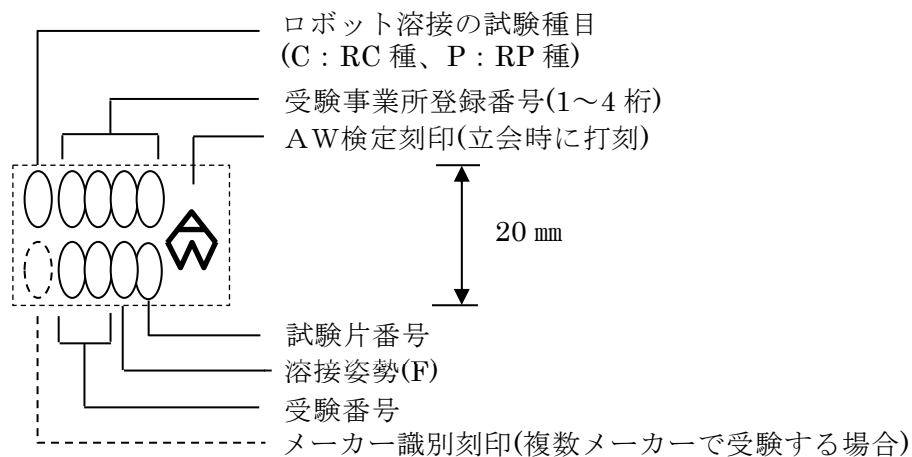 ロボット溶接の試験種目
(C：RC 種、P：RP 種)
受験事業所登録番号(1～4 桁)
ＡＷ検定刻印(立会時に打刻)
20 ㎜
試験片番号
溶接姿勢(F)
受験番号
メーカー識別刻印(複数メーカーで受験する場合)